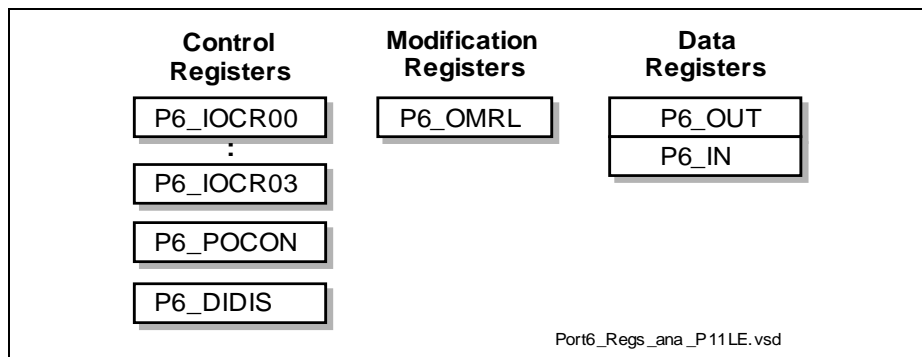 Control
Registers
Modification
Registers
Data
Registers
P6_IOCR00
:
P6_IOCR03
P6_POCON
P6_DIDIS
P6_OMRL
P6_OUT
P6_IN
Port6_Regs_ana_P11LE.vsd